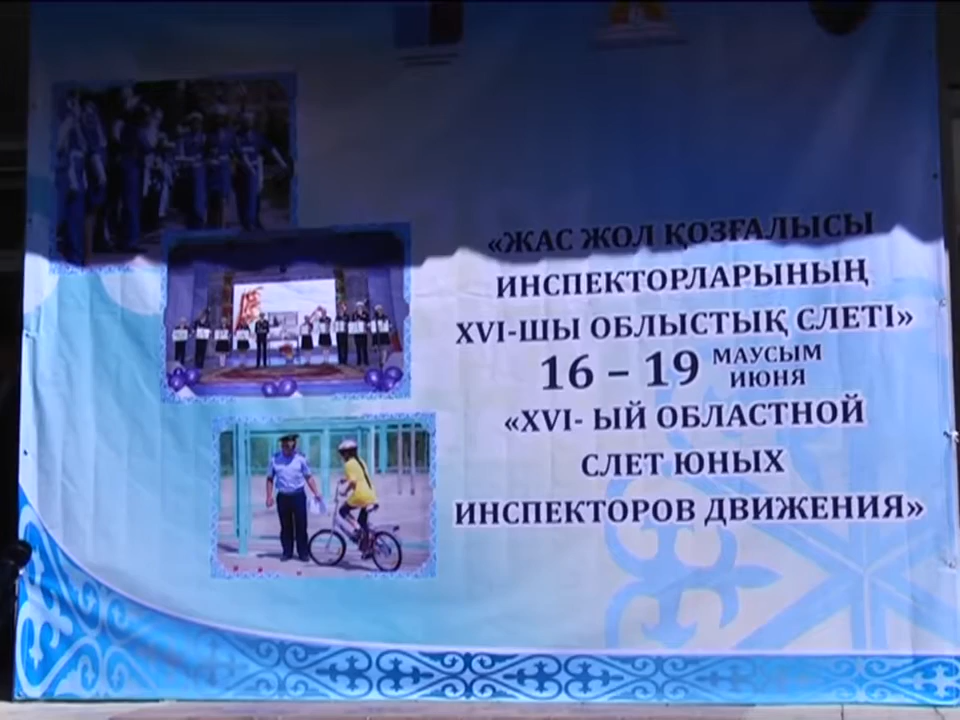 «ЖАС ЖОЛ ҚОЗҒАЛЫСЫ
ИНСПЕКТОРЛАРЫНЫҢ
XVI-ШЫ ОБЛЫСТЫҚ СЛЕТІ»
16 – 19 МАУСЫМ
ИЮНЯ
«XVI- ЫЙ ОБЛАСТНОЙ
СЛЕТ ЮНЫХ
ИНСПЕКТОРОВ ДВИЖЕНИЯ»